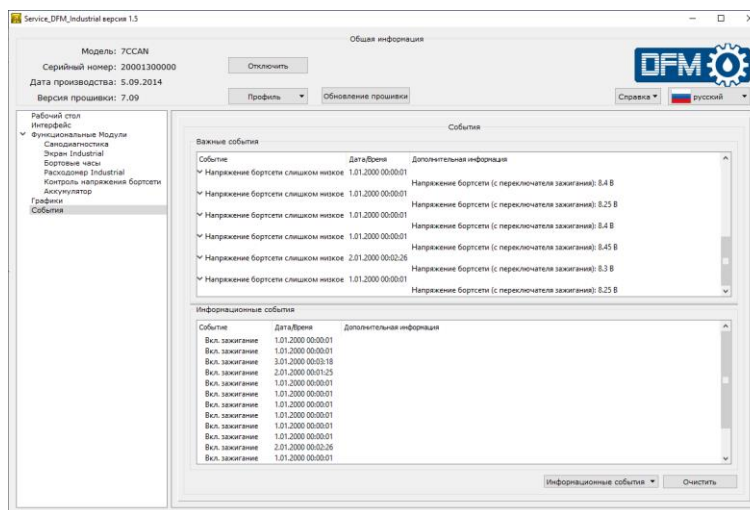 Service_DFM_Industrial версия 1.5
Общая информация
Модель: 7CCAN
Серийный номер: 20001300000
Отключить
DFM
Дата производства: 5.09.2014
Версия прошивки: 7.09
Профиль
Обновление прошивки
Справка
русский
Рабочий стол
Интерфейс
Функциональные Модули
Самодиагностика
Экран Industrial
Бортовые часы
Расходомер Industrial
Контроль напряжения бортсети
Аккумулятор
Графики
События
События
Важные события
Событие Дата/Время Дополнительная информация
Напряжение бортсети слишком низкое 1.01.2000 00:00:01
Напряжение бортсети (с переключателя зажигания): 8.4 В
Напряжение бортсети слишком низкое 1.01.2000 00:00:01
Напряжение бортсети (с переключателя зажигания): 8.25 В
Напряжение бортсети слишком низкое 1.01.2000 00:00:01
Напряжение бортсети (с переключателя зажигания): 8.4 В
Напряжение бортсети слишком низкое 1.01.2000 00:00:01
Напряжение бортсети (с переключателя зажигания): 8.45 В
Напряжение бортсети слишком низкое 2.01.2000 00:02:26
Напряжение бортсети (с переключателя зажигания): 8.3 В
Напряжение бортсети слишком низкое 1.01.2000 00:00:01
Напряжение бортсети (с переключателя зажигания): 8.25 В
Информационные события
Событие Дата/Время Дополнительная информация
Вкл. зажигание 1.01.2000 00:00:01
Вкл. зажигание 1.01.2000 00:00:01
Вкл. зажигание 3.01.2000 00:03:18
Вкл. зажигание 2.01.2000 00:01:25
Вкл. зажигание 1.01.2000 00:00:01
Вкл. зажигание 1.01.2000 00:00:01
Вкл. зажигание 1.01.2000 00:00:01
Вкл. зажигание 1.01.2000 00:00:01
Вкл. зажигание 1.01.2000 00:00:01
Вкл. зажигание 1.01.2000 00:00:01
Вкл. зажигание 2.01.2000 00:02:26
Вкл. зажигание 1.01.2000 00:00:01
Информационные события
Очистить